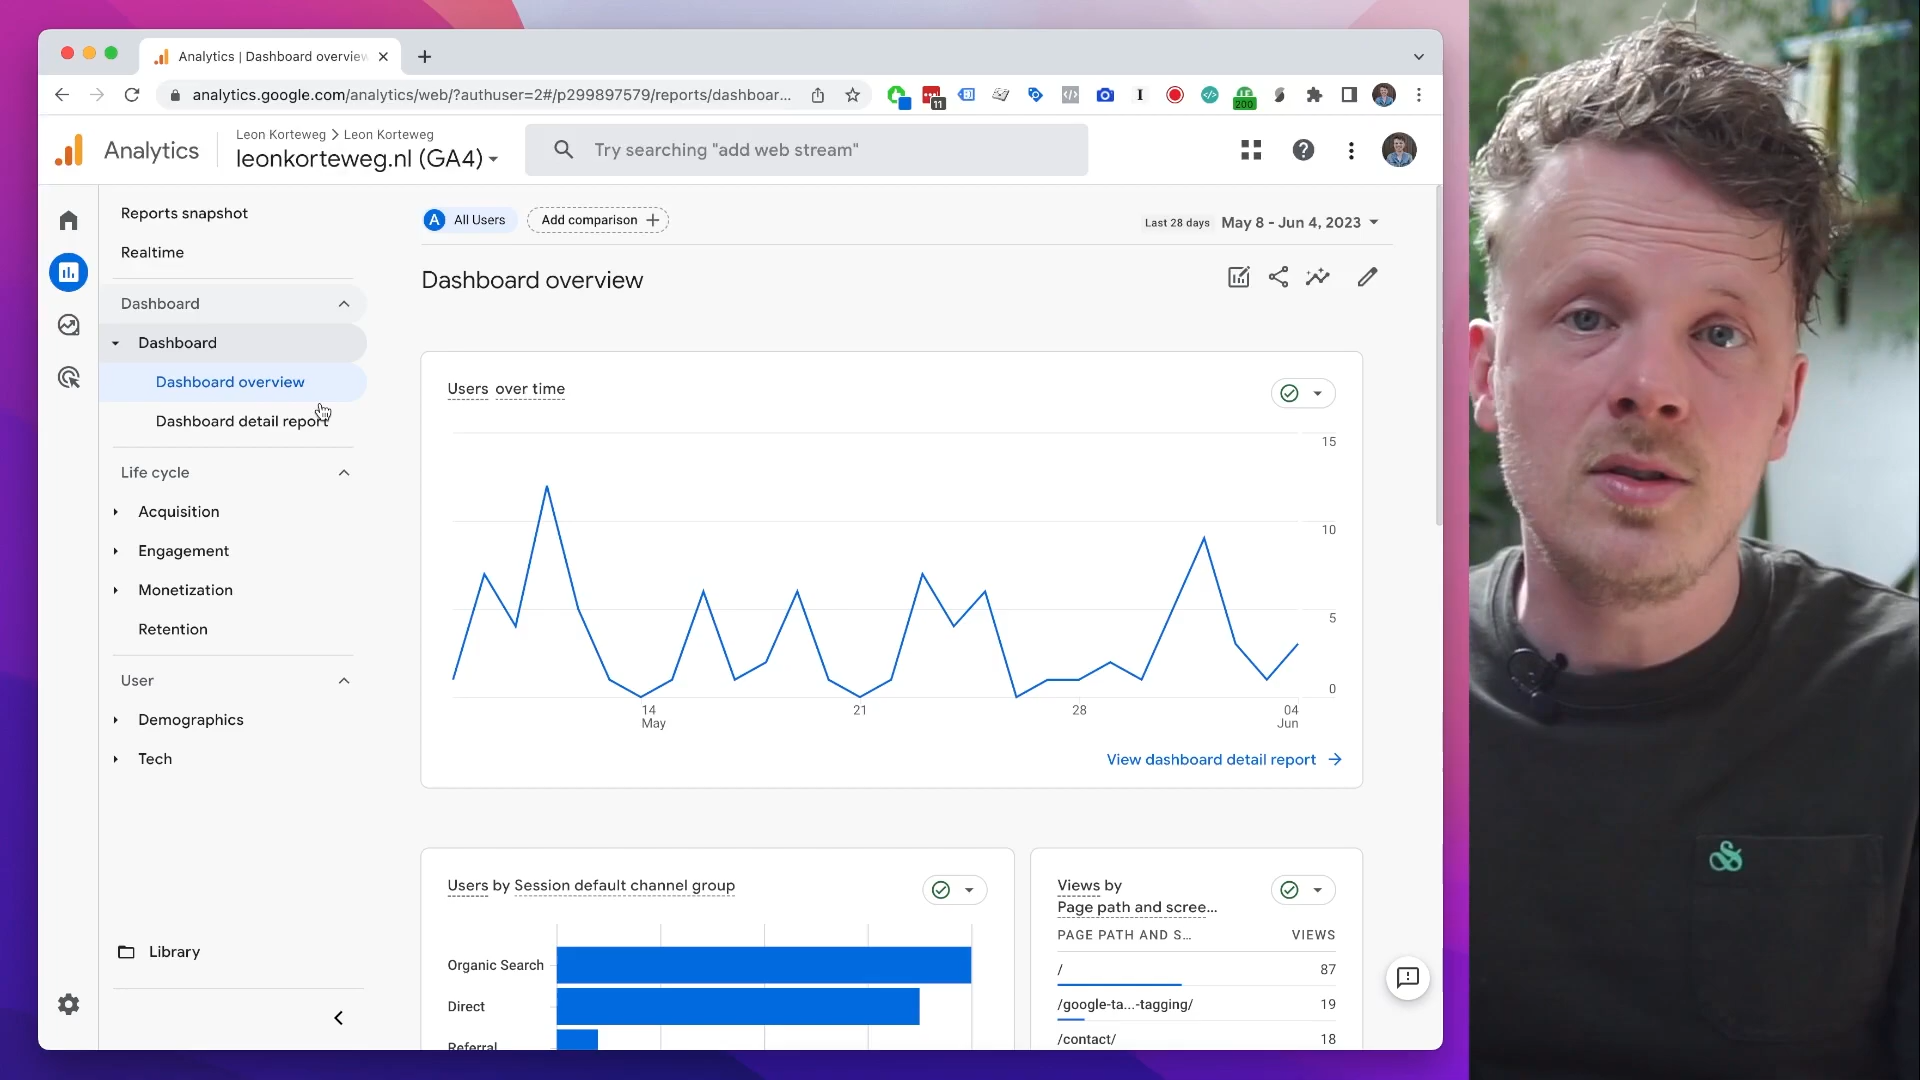 Analytics | Dashboard overview
analytics.google.com/analytics/web/?authuser=2#/p299897579/reports/dashboar...
11
200
Analytics
Leon Korteweg > Leon Korteweg
leonkorteweg.nl (GA4)
Try searching "add web stream"
Reports snapshot
Realtime
Dashboard
Dashboard
Dashboard overview
Dashboard detail report
Life cycle
Acquisition
Engagement
Monetization
Retention
User
Demographics
Tech
Library
A All Users
Add comparison +
Last 28 days May 8 - Jun 4, 2023
Dashboard overview
Users over time
15
10
5
0
14
May
21
28
04
Jun
View dashboard detail report
Users by Session default channel group
Organic Search
Direct
Referral
Views by
Page path and scree...
PAGE PATH AND S... VIEWS
/ 87
/google-ta...-tagging/ 19
/contact/ 18